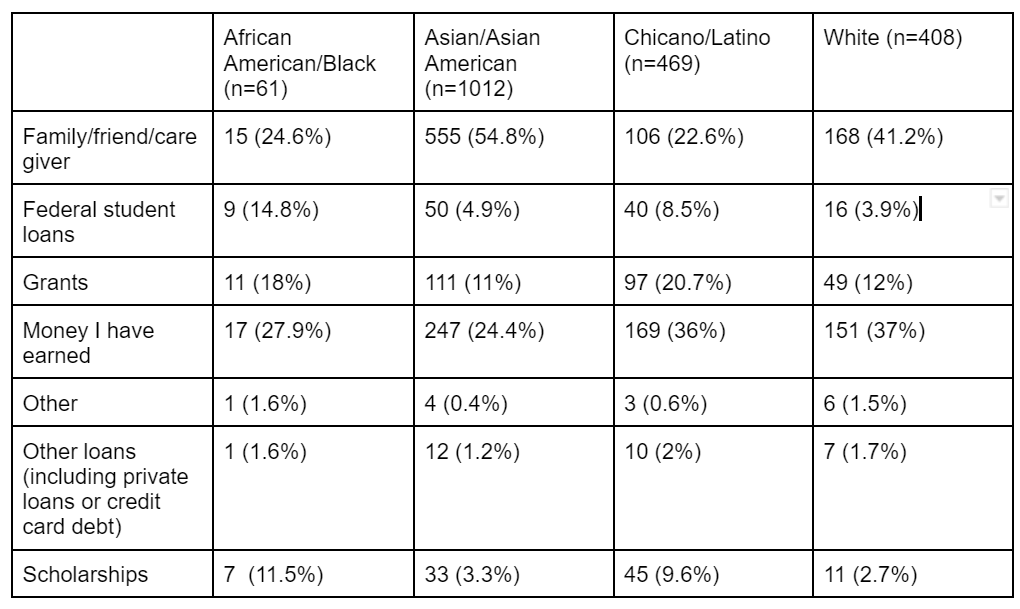 African American/Black (n=61)
Asian/Asian American (n=1012)
Chicano/Latino (n=469)
White (n=408)
Family/friend/care giver
15 (24.6%)
555 (54.8%)
106 (22.6%)
168 (41.2%)
Federal student loans
9 (14.8%)
50 (4.9%)
40 (8.5%)
16 (3.9%)
Grants
11 (18%)
111 (11%)
97 (20.7%)
49 (12%)
Money I have earned
17 (27.9%)
247 (24.4%)
169 (36%)
151 (37%)
Other
1 (1.6%)
4 (0.4%)
3 (0.6%)
6 (1.5%)
Other loans (including private loans or credit card debt)
1 (1.6%)
12 (1.2%)
10 (2%)
7 (1.7%)
Scholarships
7  (11.5%)
33 (3.3%)
45 (9.6%)
11 (2.7%)